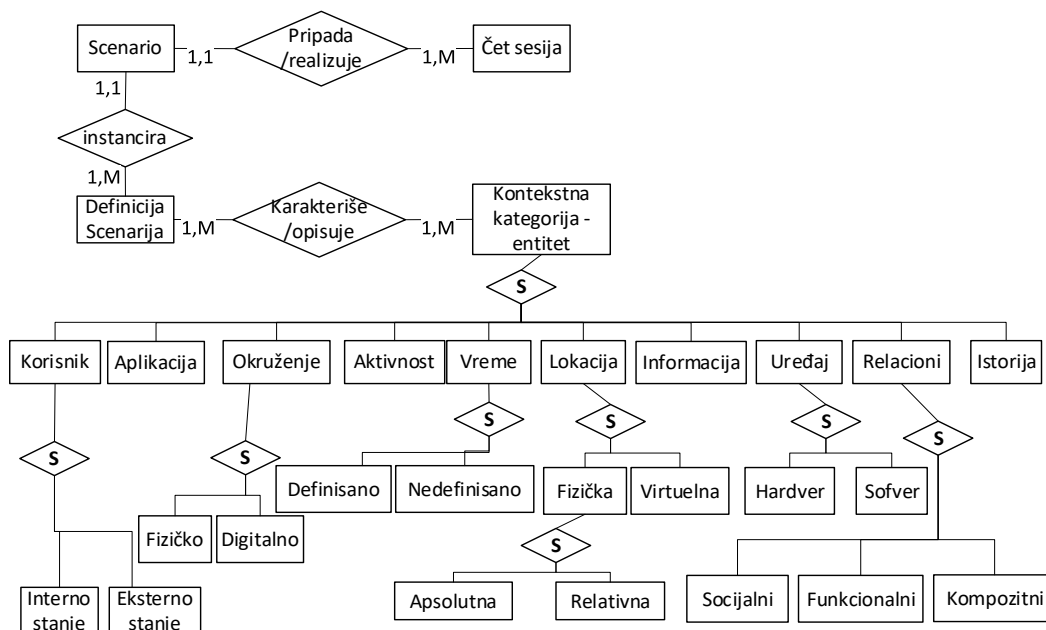 Scenario
Pripada
/realizuje
Čet sesija
1,1
1,M
1,1
instancira
1,M
Definicija
Scenarija
1,M
Karakteriše
/opisuje
1,M
Kontekstna
kategorija -
entitet
S
Korisnik
Aplikacija
Okruženje
Aktivnost
Vreme
Lokacija
Informacija
Uređaj
Relacioni
Istorija
S
S
S
S
S
S
Definisano
Nedefinisano
Fizička
Virtuelna
Hardver
Sofver
Fizičko
Digitalno
S
Interno
stanje
Eksterno
stanje
Apsolutna
Relativna
Socijalni
Funkcionalni
Kompozitni